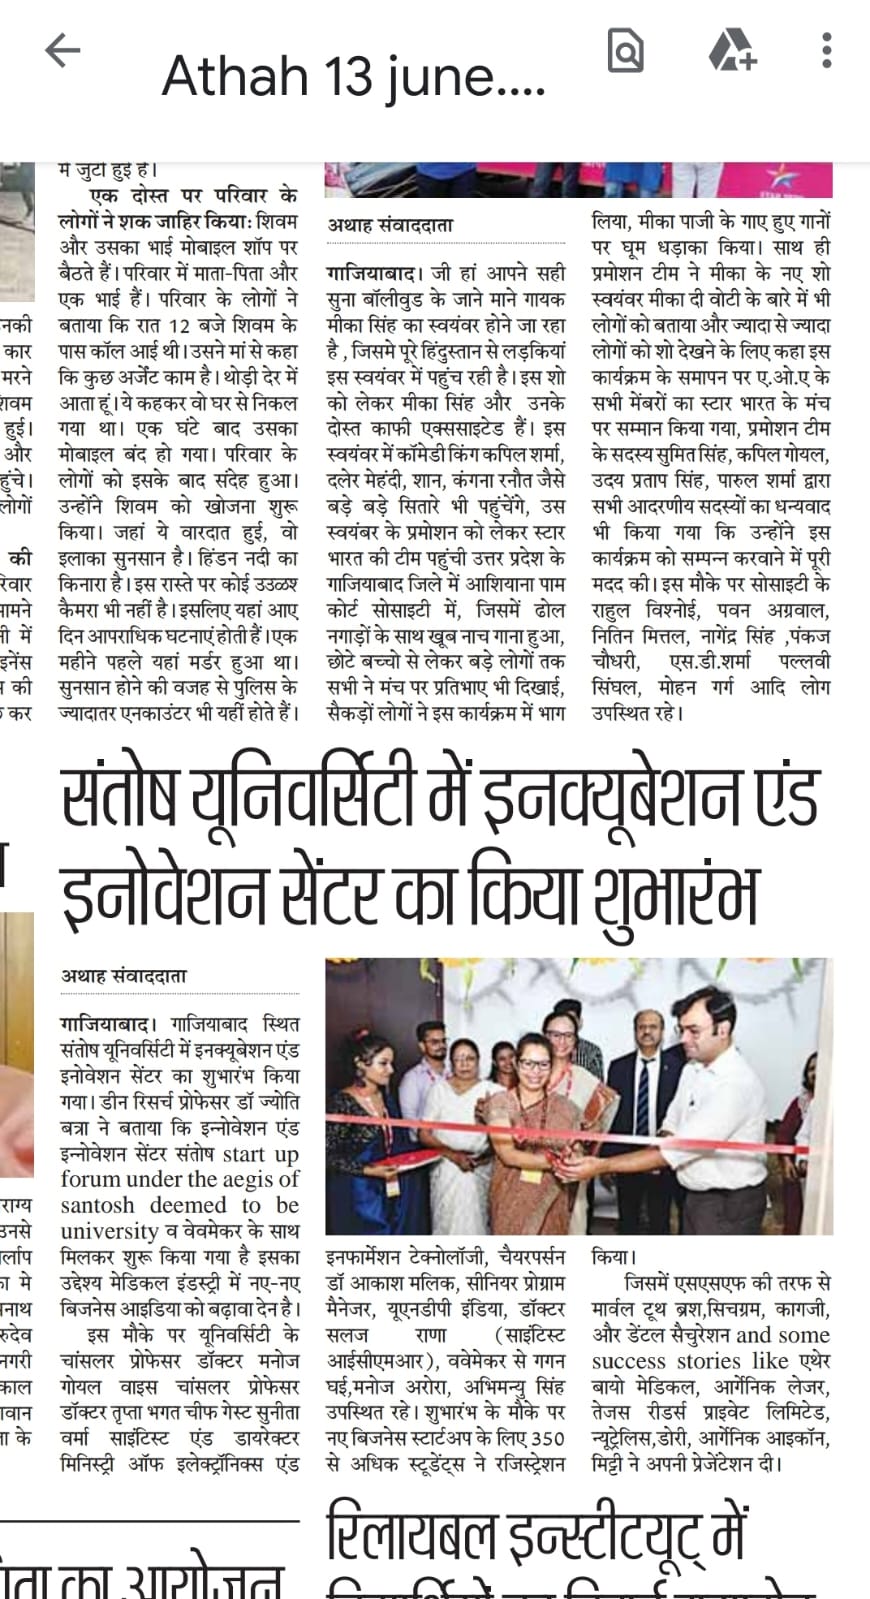 Athah 13 june....
में जुटी हुई है।
एक दोस्त पर परिवार के
लोगों ने शक जाहिर किया: शिवम
और उसका भाई मोबाइल शॉप पर
बैठते हैं। परिवार में माता-पिता और
एक भाई हैं। परिवार के लोगों ने
बताया कि रात 12 बजे शिवम के
पास कॉल आई थी। उसने मां से कहा
कि कुछ अर्जेंट काम है। थोड़ी देर में
आता हूं। ये कहकर वो घर से निकल
गया था। एक घंटे बाद उसका
मोबाइल बंद हो गया। परिवार के
लोगों को इसके बाद संदेह हुआ।
उन्होंने शिवम को खोजना शुरू
किया। जहां ये वारदात हुई, वो
इलाका सुनसान है। हिंडन नदी का
किनारा है। इस रास्ते पर कोई उउळश्
कैमरा भी नहीं है। इसलिए यहां आए
दिन आपराधिक घटनाएं होती हैं। एक
महीने पहले यहां मर्डर हुआ था।
सुनसान होने की वजह से पुलिस के
ज्यादातर एनकाउंटर भी यहीं होते हैं।
नकी
कार
मरने
शिवम
हुई।
और
हुंचे।
लोगों
की
रिवार
ामने
ी में
इनेंस
की
कर
अथाह संवाददाता
गाजियाबाद। जी हां आपने सही
सुना बॉलीवुड के जाने माने गायक
मीका सिंह का स्वयंवर होने जा रहा
है , जिसमे पूरे हिंदुस्तान से लड़कियां
इस स्वयंवर में पहुंच रही है। इस शो
को लेकर मीका सिंह और उनके
दोस्त काफी एक्साइटेड हैं। इस
स्वयंवर में कॉमेडी किंग कपिल शर्मा,
दलेर मेहंदी, शान, कंगना रनौत जैसे
बड़े बड़े सितारे भी पहुंचेंगे, उस
स्वयंबर के प्रमोशन को लेकर स्टार
भारत की टीम पहुंची उत्तर प्रदेश के
गाजियाबाद जिले में आशियाना पाम
कोर्ट सोसाइटी में, जिसमें ढोल
नगाड़ों के साथ खूब नाच गाना हुआ,
छोटे बच्चो से लेकर बड़े लोगों तक
सभी ने मंच पर प्रतिभाए भी दिखाई,
सैकड़ों लोगों ने इस कार्यक्रम में भाग
लिया, मीका पाजी के गाए हुए गानों
पर घूम धड़ाका किया। साथ ही
प्रमोशन टीम ने मीका के नए शो
स्वयंवर मीका दी वोटी के बारे में भी
लोगों को बताया और ज्यादा से ज्यादा
लोगों को शो देखने के लिए कहा इस
कार्यक्रम के समापन पर ए.ओ.ए के
सभी मेंबरों का स्टार भारत के मंच
पर सम्मान किया गया, प्रमोशन टीम
के सदस्य सुमित सिंह, कपिल गोयल,
उदय प्रताप सिंह, पारुल शर्मा द्वारा
सभी आदरणीय सदस्यों का धन्यवाद
भी किया गया कि उन्होंने इस
कार्यक्रम को सम्पन्न करवाने में पूरी
मदद की। इस मौके पर सोसाइटी के
राहुल विश्नोई, पवन अग्रवाल,
नितिन मित्तल, नागेंद्र सिंह ,पंकज
चौधरी, एस.डी.शर्मा पल्लवी
सिंघल, मोहन गर्ग आदि लोग
उपस्थित रहे।
संतोष यूनिवर्सिटी में इनक्यूबेशन एंड
इनोवेशन सेंटर का किया शुभारंभ
अथाह संवाददाता
गाजियाबाद। गाजियाबाद स्थित
संतोष यूनिवर्सिटी में इनक्यूबेशन एंड
इनोवेशन सेंटर का शुभारंभ किया
गया। डीन रिसर्च प्रोफेसर डॉ ज्योति
बत्रा ने बताया कि इन्नोवेशन एंड
इन्नोवेशन सेंटर संतोष start up
forum under the aegis of
santosh deemed to be
university व वेवमेकर के साथ
मिलकर शुरू किया गया है इसका
उद्देश्य मेडिकल इंडस्ट्री में नए-नए
बिजनेस आइडिया को बढ़ावा देन है।
इस मौके पर यूनिवर्सिटी के
चांसलर प्रोफेसर डॉक्टर मनोज
गोयल वाइस चांसलर प्रोफेसर
डॉक्टर तृप्ता भगत चीफ गेस्ट सुनीता
वर्मा साइंटिस्ट एंड डायरेक्टर
मिनिस्ट्री ऑफ इलेक्ट्रॉनिक्स एंड
इनफार्मेशन टेक्नोलॉजी, चैयरपर्सन
डॉ आकाश मलिक, सीनियर प्रोग्राम
मैनेजर, यूएनडीपी इंडिया, डॉक्टर
सलज राणा (साइंटिस्ट
आईसीएमआर), ववेमेकर से गगन
घई,मनोज अरोरा, अभिमन्यु सिंह
उपस्थित रहे। शुभारंभ के मौके पर
नए बिजनेस स्टार्टअप के लिए 350
से अधिक स्टूडेंट्स ने रजिस्ट्रेशन
किया।
जिसमें एसएसएफ की तरफ से
मार्वल टूथ ब्रश,सिचग्रम, कागजी,
और डेंटल सैचुरेशन and some
success stories like एथेर
बायो मेडिकल, आर्गेनिक लेजर,
तेजस रीडर्स प्राइवेट लिमिटेड,
न्यूट्रेलिस,डोरी, आर्गेनिक आइकॉन,
मिट्टी ने अपनी प्रेजेंटेशन दी।
राग्य
उनसे
र्लाप
का मे
मनाथ
रुदेव
नगरी
काल
गवान
ता के
का आयोजन
रिलायबल इन्स्टीटयूट् में